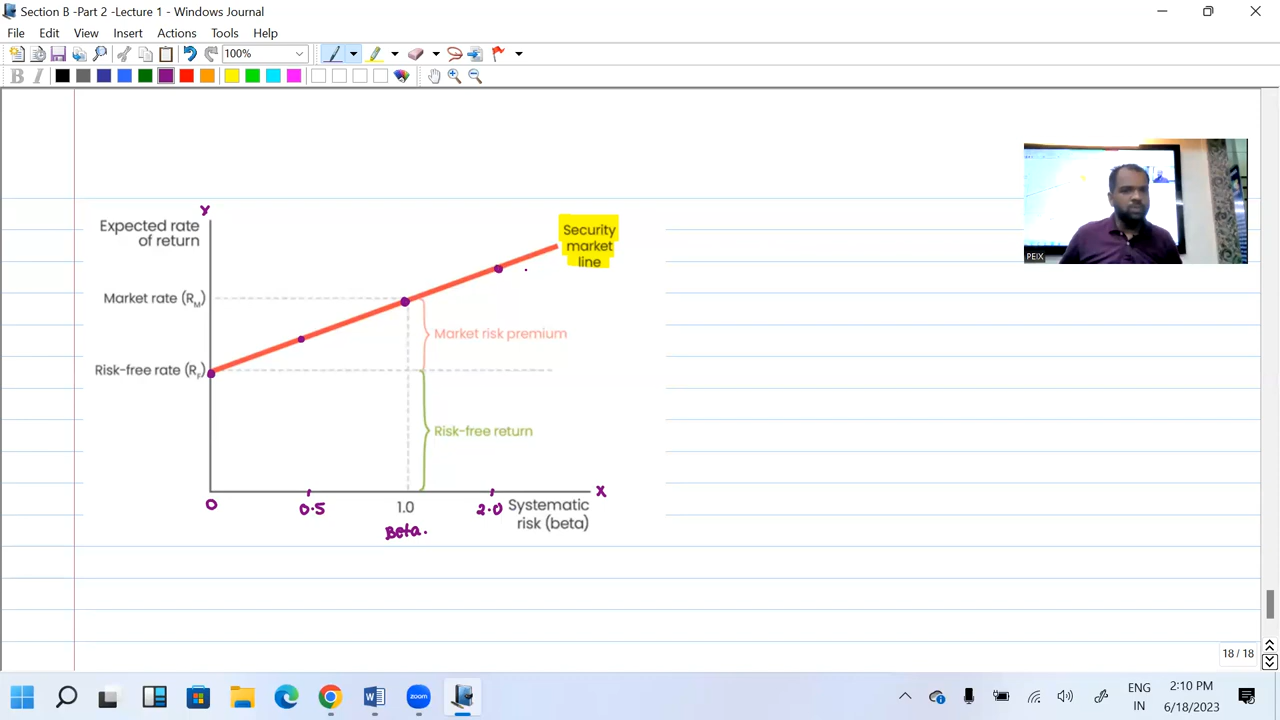 Section B -Part 2 -Lecture 1 - Windows Journal
File Edit View Insert Actions Tools Help
100%
B I
Y
Expected rate
of return
Security
market
line
Market rate (RM)
Market risk premium
Risk-free rate (RF)
Risk-free return
X
0 0.5 1.0 2.0 Systematic
risk (beta)
Beta.
PEIX
18 / 18
zoom
ENG
IN
2:10 PM
6/18/2023